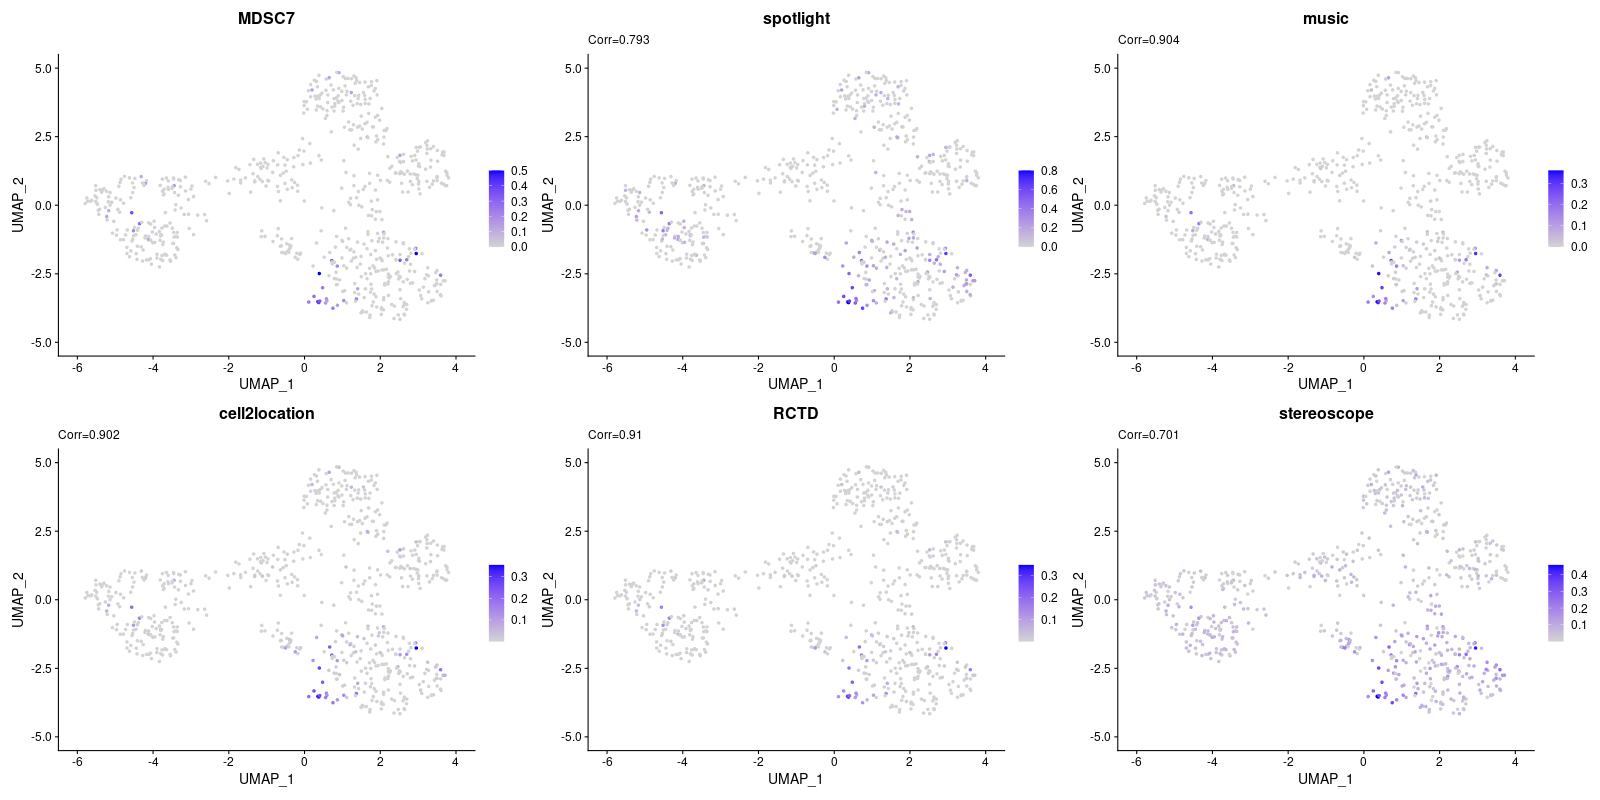 MDSC7
5.0
2.5
0.0
-2.5
-5.0
UMAP_2
-6 -4 -2 0 2 4
UMAP_1
0.5
0.4
0.3
0.2
0.1
0.0
spotlight
Corr=0.793
5.0
2.5
0.0
-2.5
-5.0
UMAP_2
-6 -4 -2 0 2 4
UMAP_1
0.8
0.6
0.4
0.2
0.0
music
Corr=0.904
5.0
2.5
0.0
-2.5
-5.0
UMAP_2
-6 -4 -2 0 2 4
UMAP_1
0.3
0.2
0.1
0.0
cell2location
Corr=0.902
5.0
2.5
0.0
-2.5
-5.0
UMAP_2
-6 -4 -2 0 2 4
UMAP_1
0.3
0.2
0.1
RCTD
Corr=0.91
5.0
2.5
0.0
-2.5
-5.0
UMAP_2
-6 -4 -2 0 2 4
UMAP_1
0.3
0.2
0.1
stereoscope
Corr=0.701
5.0
2.5
0.0
-2.5
-5.0
UMAP_2
-6 -4 -2 0 2 4
UMAP_1
0.4
0.3
0.2
0.1